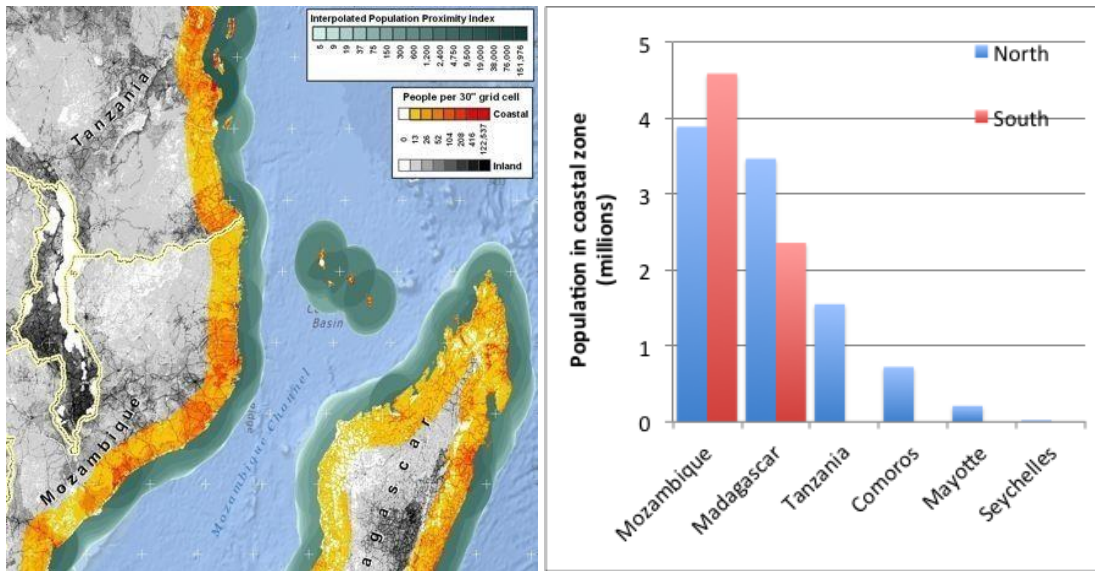 Interpolated Population Proximity Index
5 9 19 37 75 150 300 600 1,200 2,400 4,750 9,500 19,000 38,000 76,000 151,976
People per 30" grid cell
Coastal
0 13 26 52 104 208 416 122,537
Inland
Tanzania
Basin
Mozambique Channel
Mozambique
agascar
Population in coastal zone
(millions)
5
4
3
2
1
0
North
South
Mozambique
Madagascar
Tanzania
Comoros
Mayotte
Seychelles